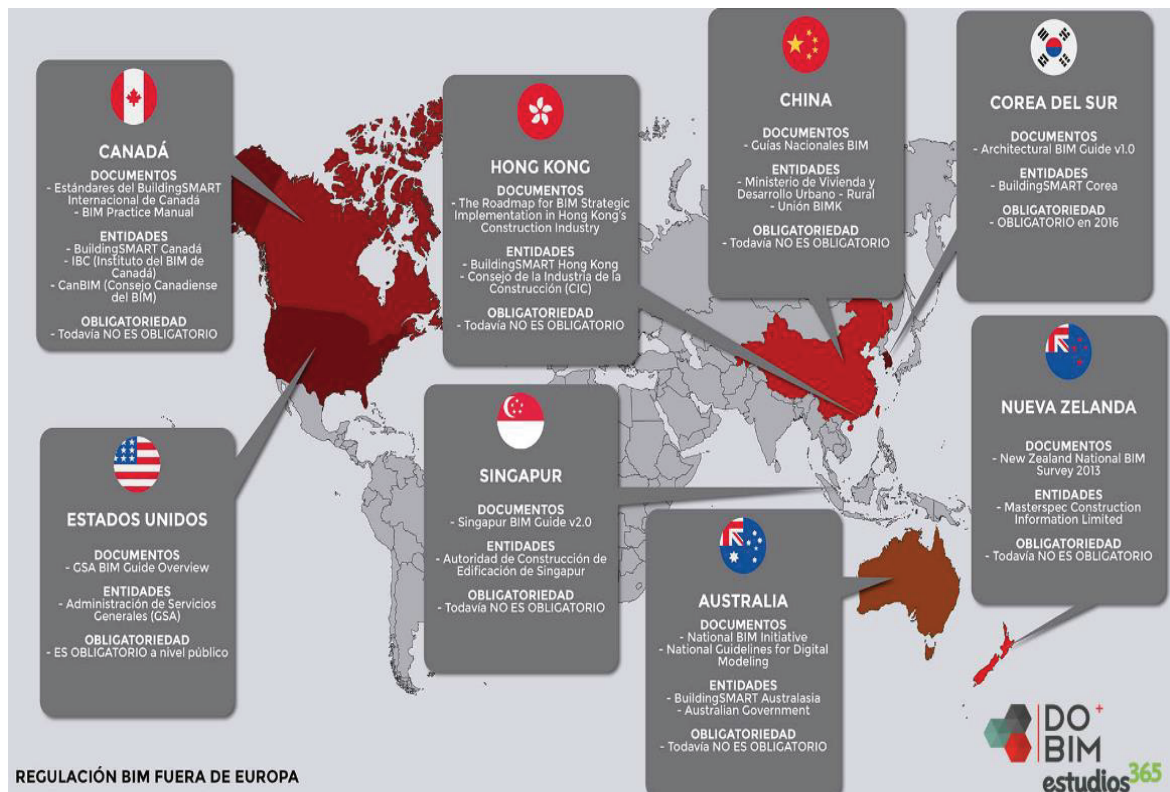 CANADÁ
DOCUMENTOS
- Estándares del BuildingSMART
Internacional de Canadá
- BIM Practice Manual
ENTIDADES
- BuildingSMART Canadá
- IBC (Instituto del BIM de
Canadá)
- CanBIM (Consejo Canadiense
del BIM)
OBLIGATORIEDAD
- Todavía NO ES OBLIGATORIO
HONG KONG
DOCUMENTOS
- The Roadmap for BIM Strategic
Implementation in Hong Kong's
Construction Industry
ENTIDADES
- BuildingSMART Hong Kong
- Consejo de la Industria de la
Construcción (CIC)
OBLIGATORIEDAD
- Todavía NO ES OBLIGATORIO
CHINA
DOCUMENTOS
- Guías Nacionales BIM
ENTIDADES
- Ministerio de Vivienda y
Desarrollo Urbano - Rural
- Unión BIMK
OBLIGATORIEDAD
- Todavía NO ES OBLIGATORIO
COREA DEL SUR
DOCUMENTOS
- Architectural BIM Guide v1.0
ENTIDADES
- BuildingSMART Corea
OBLIGATORIEDAD
- OBLIGATORIO en 2016
ESTADOS UNIDOS
DOCUMENTOS
- GSA BIM Guide Overview
ENTIDADES
- Administración de Servicios
Generales (GSA)
OBLIGATORIEDAD
- ES OBLIGATORIO a nivel público
SINGAPUR
DOCUMENTOS
- Singapur BIM Guide v2.0
ENTIDADES
- Autoridad de Construcción de
Edificación de Singapur
OBLIGATORIEDAD
- Todavía NO ES OBLIGATORIO
AUSTRALIA
DOCUMENTOS
- National BIM Initiative
- National Guidelines for Digital
Modeling
ENTIDADES
- BuildingSMART Australasia
- Australian Government
OBLIGATORIEDAD
- Todavía NO ES OBLIGATORIO
NUEVA ZELANDA
DOCUMENTOS
- New Zealand National BIM
Survey 2013
ENTIDADES
- Masterspec Construction
Information Limited
OBLIGATORIEDAD
- Todavía NO ES OBLIGATORIO
REGULACIÓN BIM FUERA DE EUROPA
DO+
BIM
estudios365